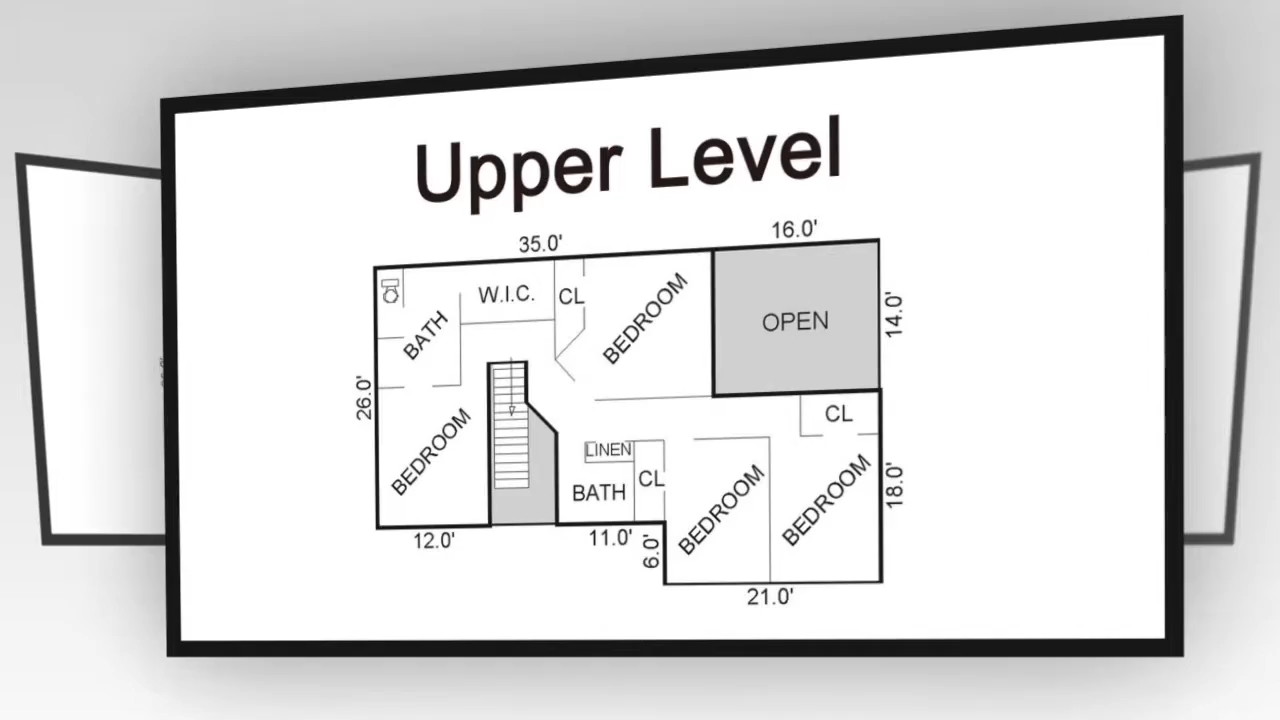 Upper Level
35.0'
16.0'
W.I.C.
CL
BATH
BEDROOM
OPEN
14.0'
26.0'
BEDROOM
CL
LINEN
CL
BATH
BEDROOM
BEDROOM
18.0'
12.0'
11.0'
6.0'
21.0'